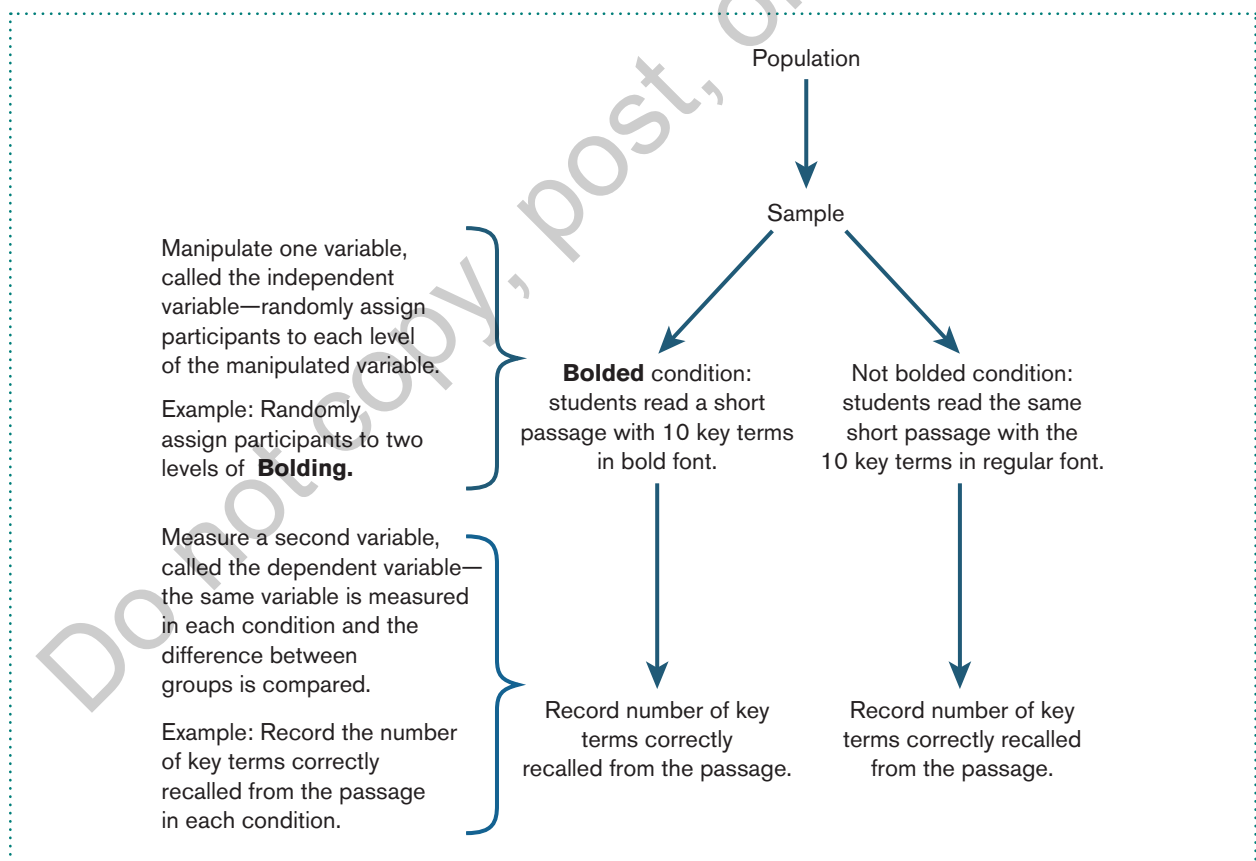 Population
Sample
Manipulate one variable,
called the independent
variable—randomly assign
participants to each level
of the manipulated variable.
Example: Randomly
assign participants to two
levels of Bolding.
Bolded condition:
students read a short
passage with 10 key terms
in bold font.
Not bolded condition:
students read the same
short passage with the
10 key terms in regular font.
Measure a second variable,
called the dependent variable—
the same variable is measured
in each condition and the
difference between
groups is compared.
Example: Record the number
of key terms correctly
recalled from the passage
in each condition.
Record number of key
terms correctly
recalled from the passage.
Record number of key
terms correctly recalled
from the passage.
Do not copy, post, or